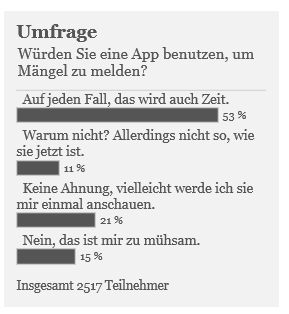 Umfrage
Würden Sie eine App benutzen, um
Mängel zu melden?
Auf jeden Fall, das wird auch Zeit.
53 %
Warum nicht? Allerdings nicht so, wie
sie jetzt ist.
11 %
Keine Ahnung, vielleicht werde ich sie
mir einmal anschauen.
21 %
Nein, das ist mir zu mühsam.
15 %
Insgesamt 2517 Teilnehmer